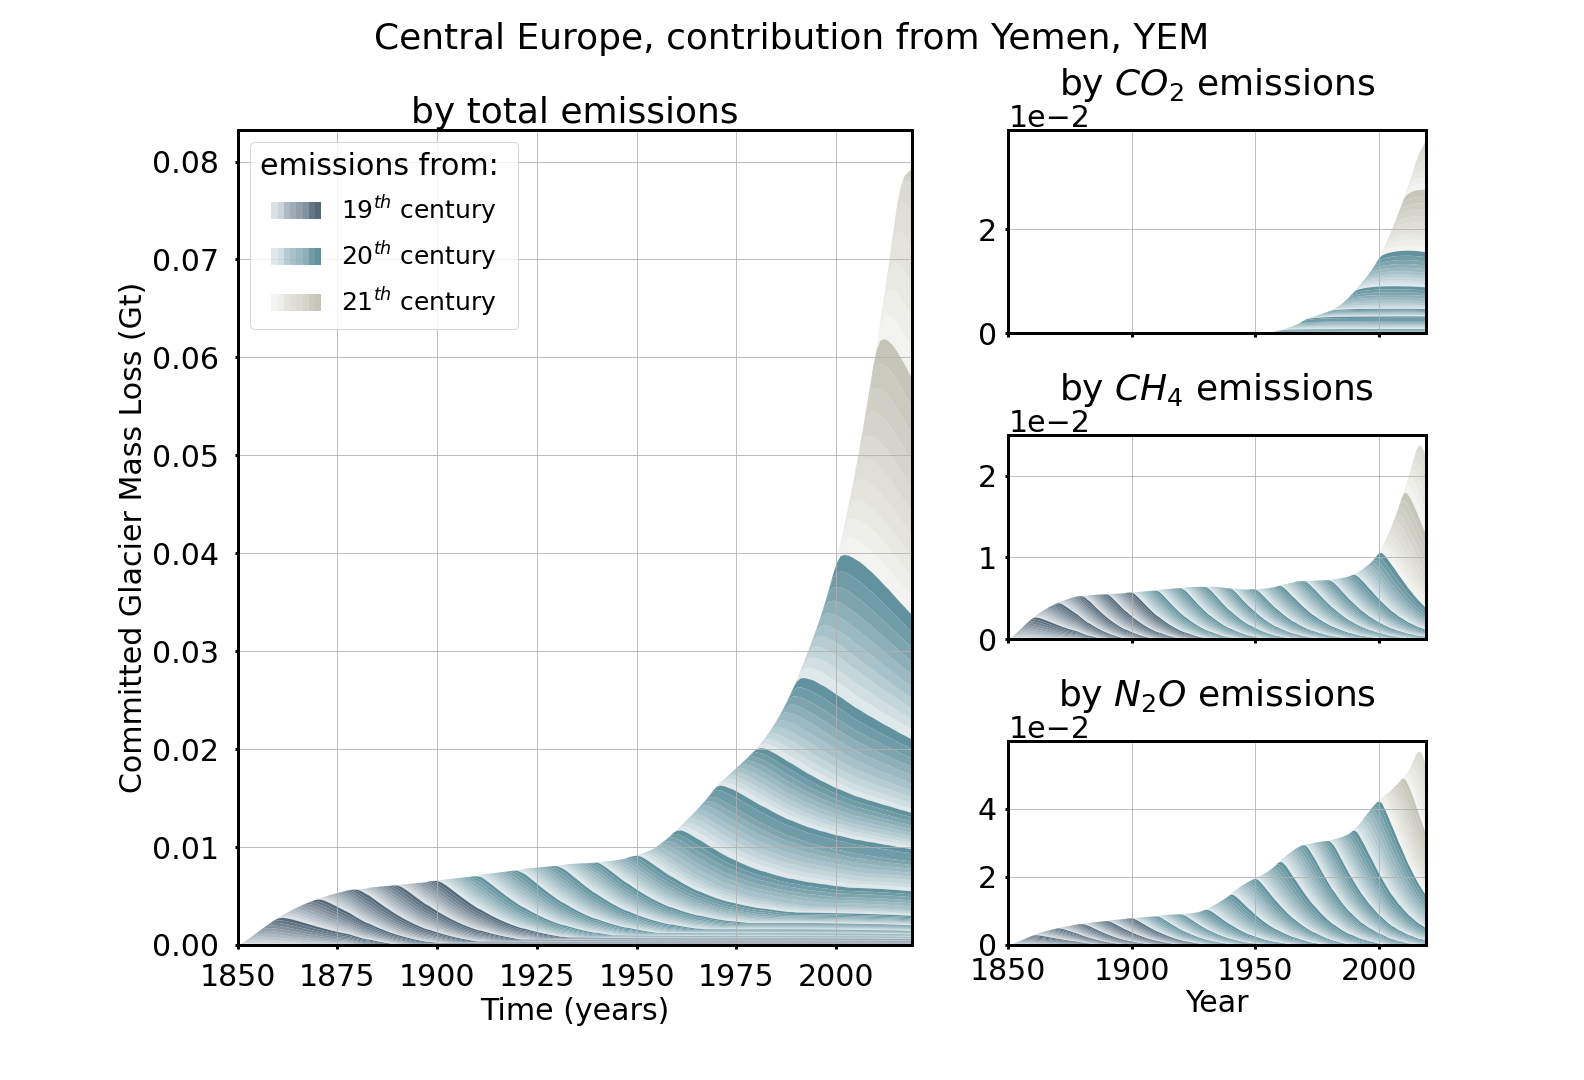 Central Europe, contribution from Yemen, YEM
by total emissions
Committed Glacier Mass Loss (Gt)
0.08
0.07
0.06
0.05
0.04
0.03
0.02
0.01
0.00
emissions from:
19th century
20th century
21th century
1850 1875 1900 1925 1950 1975 2000
Time (years)
by CO₂ emissions
1e−2
2
0
by CH₄ emissions
1e−2
2
1
0
by N₂O emissions
1e−2
4
2
0
1850 1900 1950 2000
Year